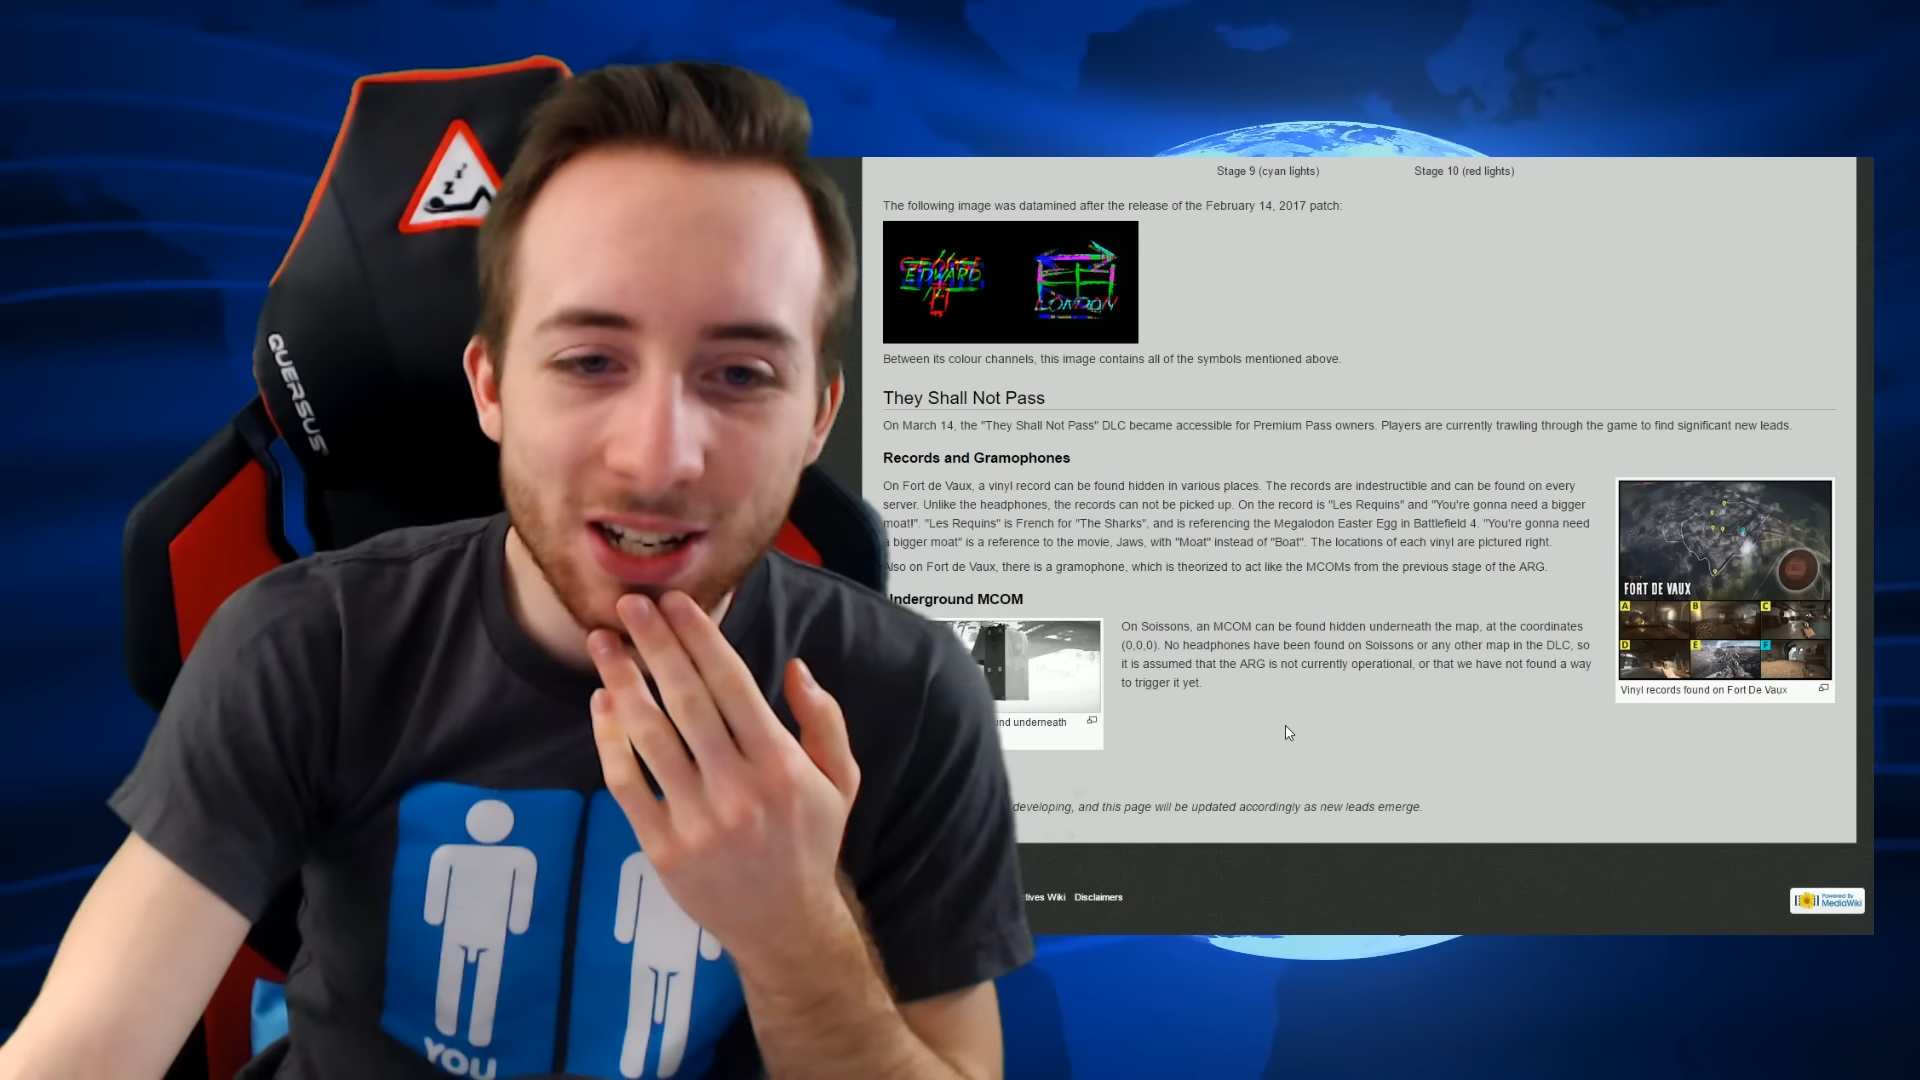 Stage 9 (cyan lights) Stage 10 (red lights)
The following image was datamined after the release of the February 14, 2017 patch:
EDWARD
LONDON
Between its colour channels, this image contains all of the symbols mentioned above.
They Shall Not Pass
On March 14, the "They Shall Not Pass" DLC became accessible for Premium Pass owners. Players are currently trawling through the game to find significant new leads.
Records and Gramophones
On Fort de Vaux, a vinyl record can be found hidden in various places. The records are indestructible and can be found on every
server. Unlike the headphones, the records can not be picked up. On the record is "Les Requins" and "You're gonna need a bigger
moat!". "Les Requins" is French for "The Sharks", and is referencing the Megalodon Easter Egg in Battlefield 4. "You're gonna need
a bigger moat" is a reference to the movie, Jaws, with "Moat" instead of "Boat". The locations of each vinyl are pictured right.
Also on Fort de Vaux, there is a gramophone, which is theorized to act like the MCOMs from the previous stage of the ARG.
FORT DE VAUX
A B C
D E F
Vinyl records found on Fort De Vaux
Underground MCOM
On Soissons, an MCOM can be found hidden underneath the map, at the coordinates
(0,0,0). No headphones have been found on Soissons or any other map in the DLC, so
it is assumed that the ARG is not currently operational, or that we have not found a way
to trigger it yet.
und underneath
developing, and this page will be updated accordingly as new leads emerge.
tives Wiki Disclaimers
Powered By
MediaWiki
QUERSUS
z z z
YOU